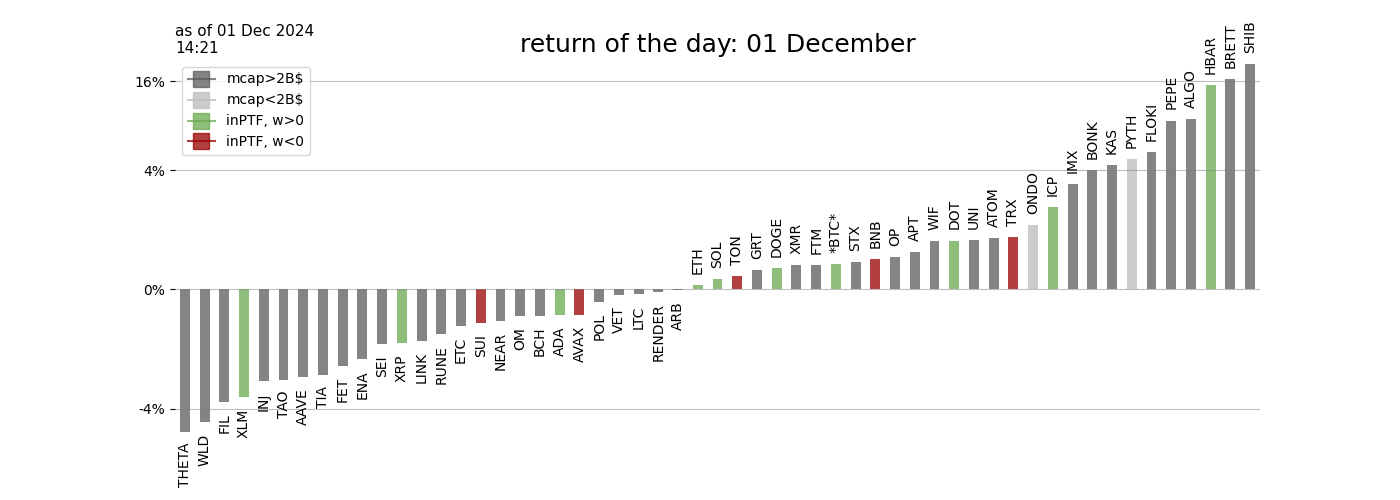 as of 01 Dec 2024
14:21
return of the day: 01 December
mcap>2B$
mcap<2B$
inPTF, w>0
inPTF, w<0
16%
4%
0%
-4%
THETA
WLD
FIL
XLM
INJ
TAO
AAVE
TIA
FET
ENA
SEI
XRP
LINK
RUNE
ETC
SUI
NEAR
OM
BCH
ADA
AVAX
POL
VET
LTC
RENDER
ARB
ETH
SOL
TON
GRT
DOGE
XMR
FTM
*BTC*
STX
BNB
OP
APT
WIF
DOT
UNI
ATOM
TRX
ONDO
ICP
IMX
BONK
KAS
PYTH
FLOKI
PEPE
ALGO
HBAR
BRETT
SHIB